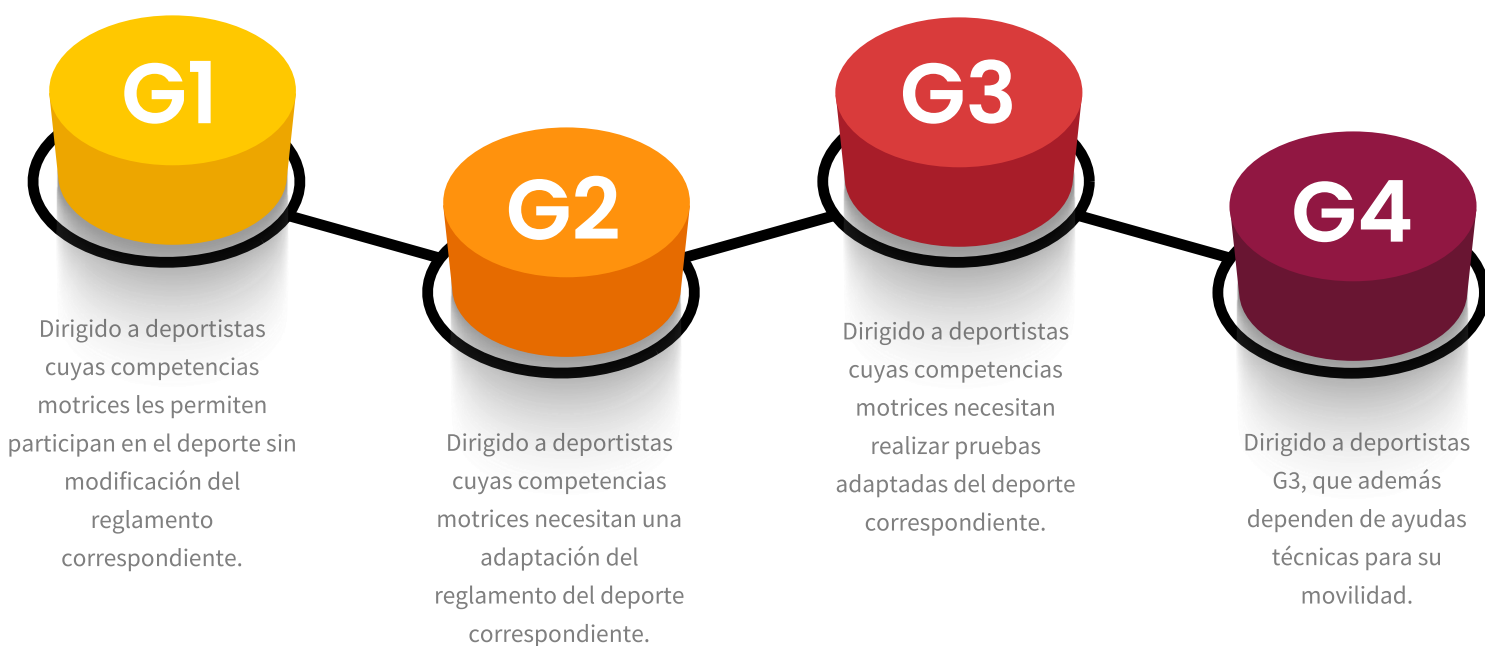 G1
Dirigido a deportistas
cuyas competencias
motrices les permiten
participan en el deporte sin
modificación del
reglamento
correspondiente.
G2
Dirigido a deportistas
cuyas competencias
motrices necesitan una
adaptación del
reglamento del deporte
correspondiente.
G3
Dirigido a deportistas
cuyas competencias
motrices necesitan
realizar pruebas
adaptadas del deporte
correspondiente.
G4
Dirigido a deportistas
G3, que además
dependen de ayudas
técnicas para su
movilidad.